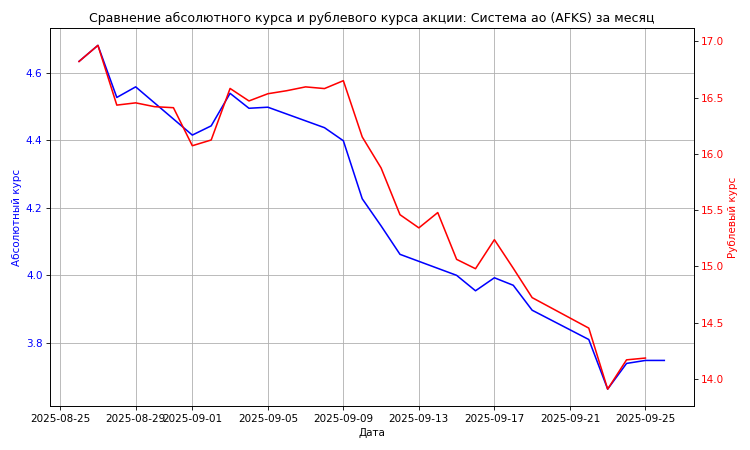 Сравнение абсолютного курса и рублевого курса акции: Система ао (AFKS) за месяц
17.0
4.6
16.5
4.4
16.0
4.2
15.5
4.0
15.0
14.5
3.8
14.0
Абсолютный курс
Рублевый курс
2025-08-25 2025-08-29 2025-09-01 2025-09-05 2025-09-09 2025-09-13 2025-09-17 2025-09-21 2025-09-25
Дата